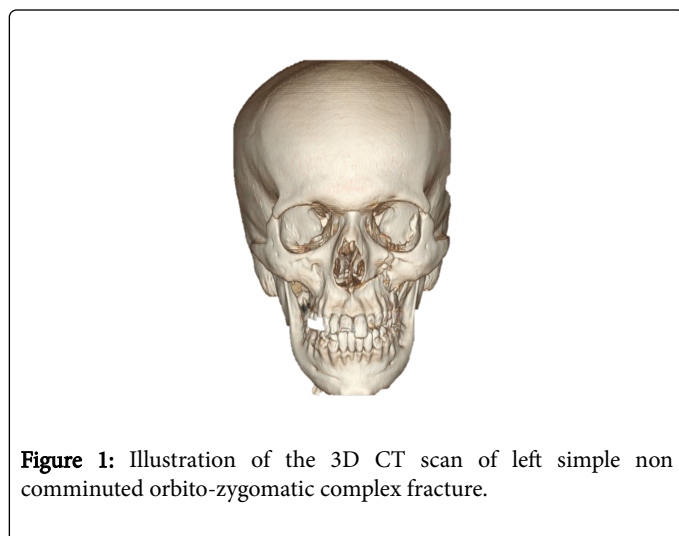 Figure 1: Illustration of the 3D CT scan of left simple non
comminuted orbito-zygomatic complex fracture.